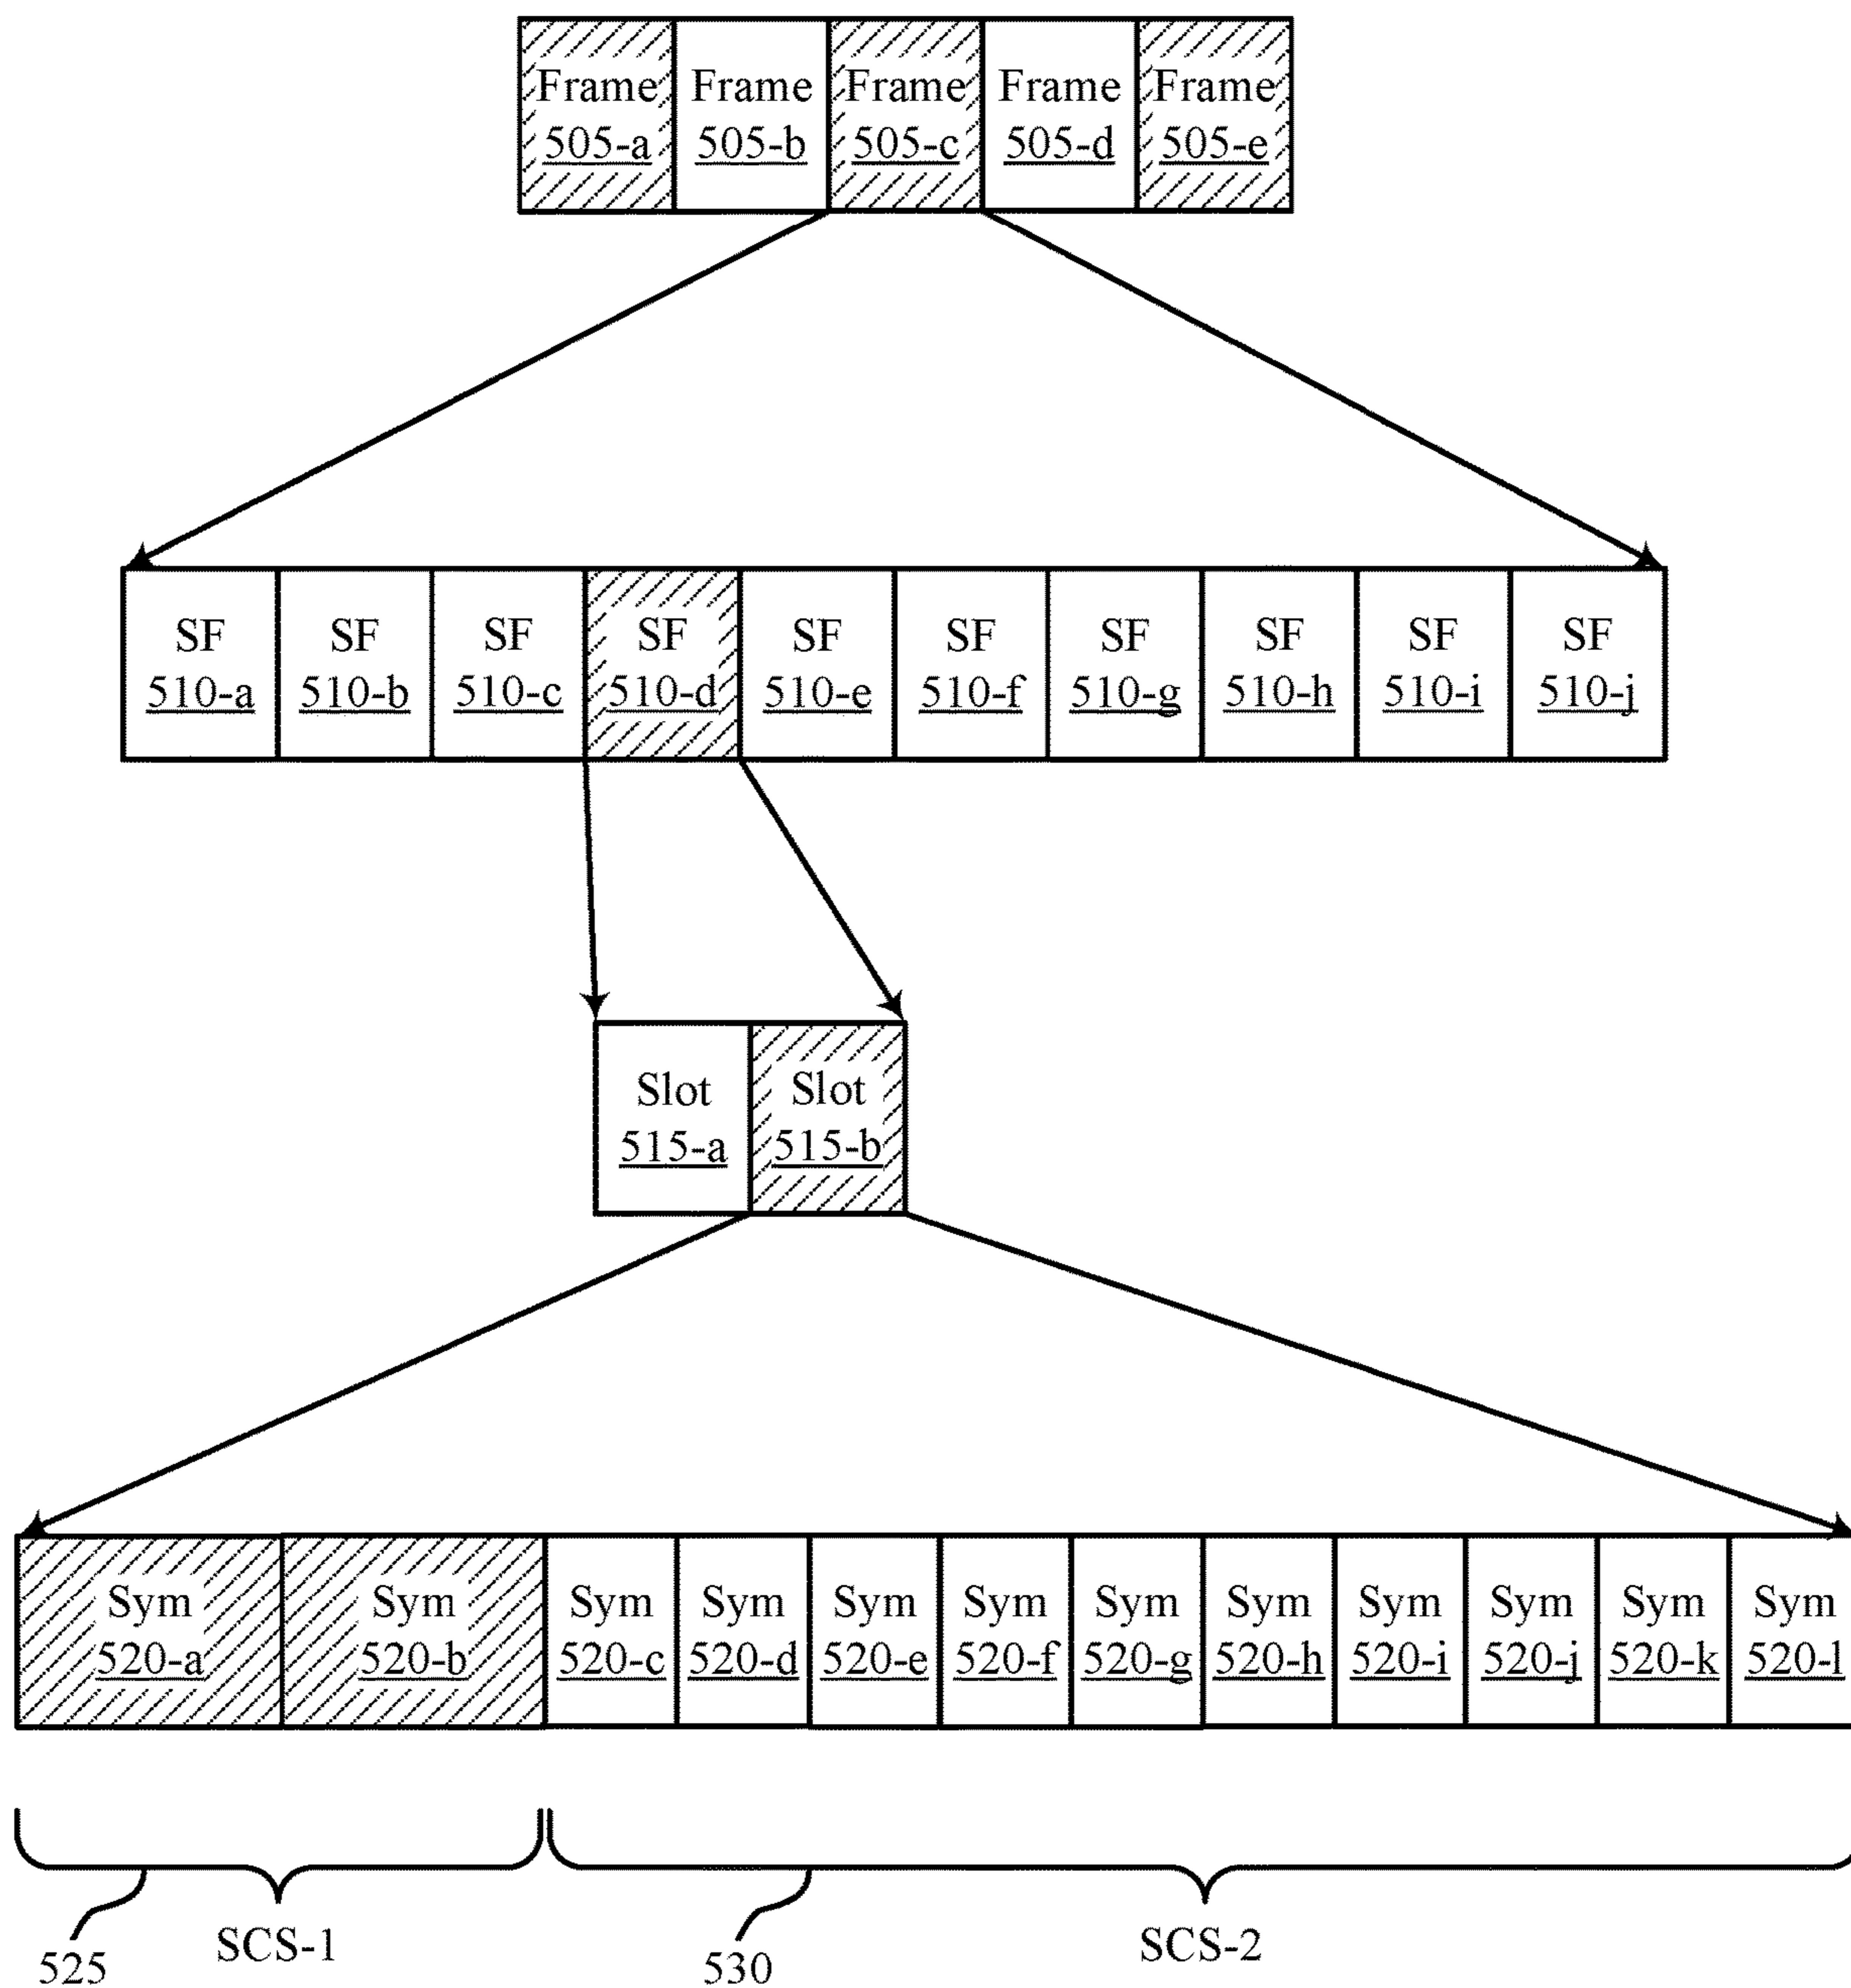 Frame 505-a
Frame 505-b
Frame 505-c
Frame 505-d
Frame 505-e
SF 510-a
SF 510-b
SF 510-c
SF 510-d
SF 510-e
SF 510-f
SF 510-g
SF 510-h
SF 510-i
SF 510-j
Slot 515-a
Slot 515-b
Sym 520-a
Sym 520-b
Sym 520-c
Sym 520-d
Sym 520-e
Sym 520-f
Sym 520-g
Sym 520-h
Sym 520-i
Sym 520-j
Sym 520-k
Sym 520-l
525
SCS-1
530
SCS-2